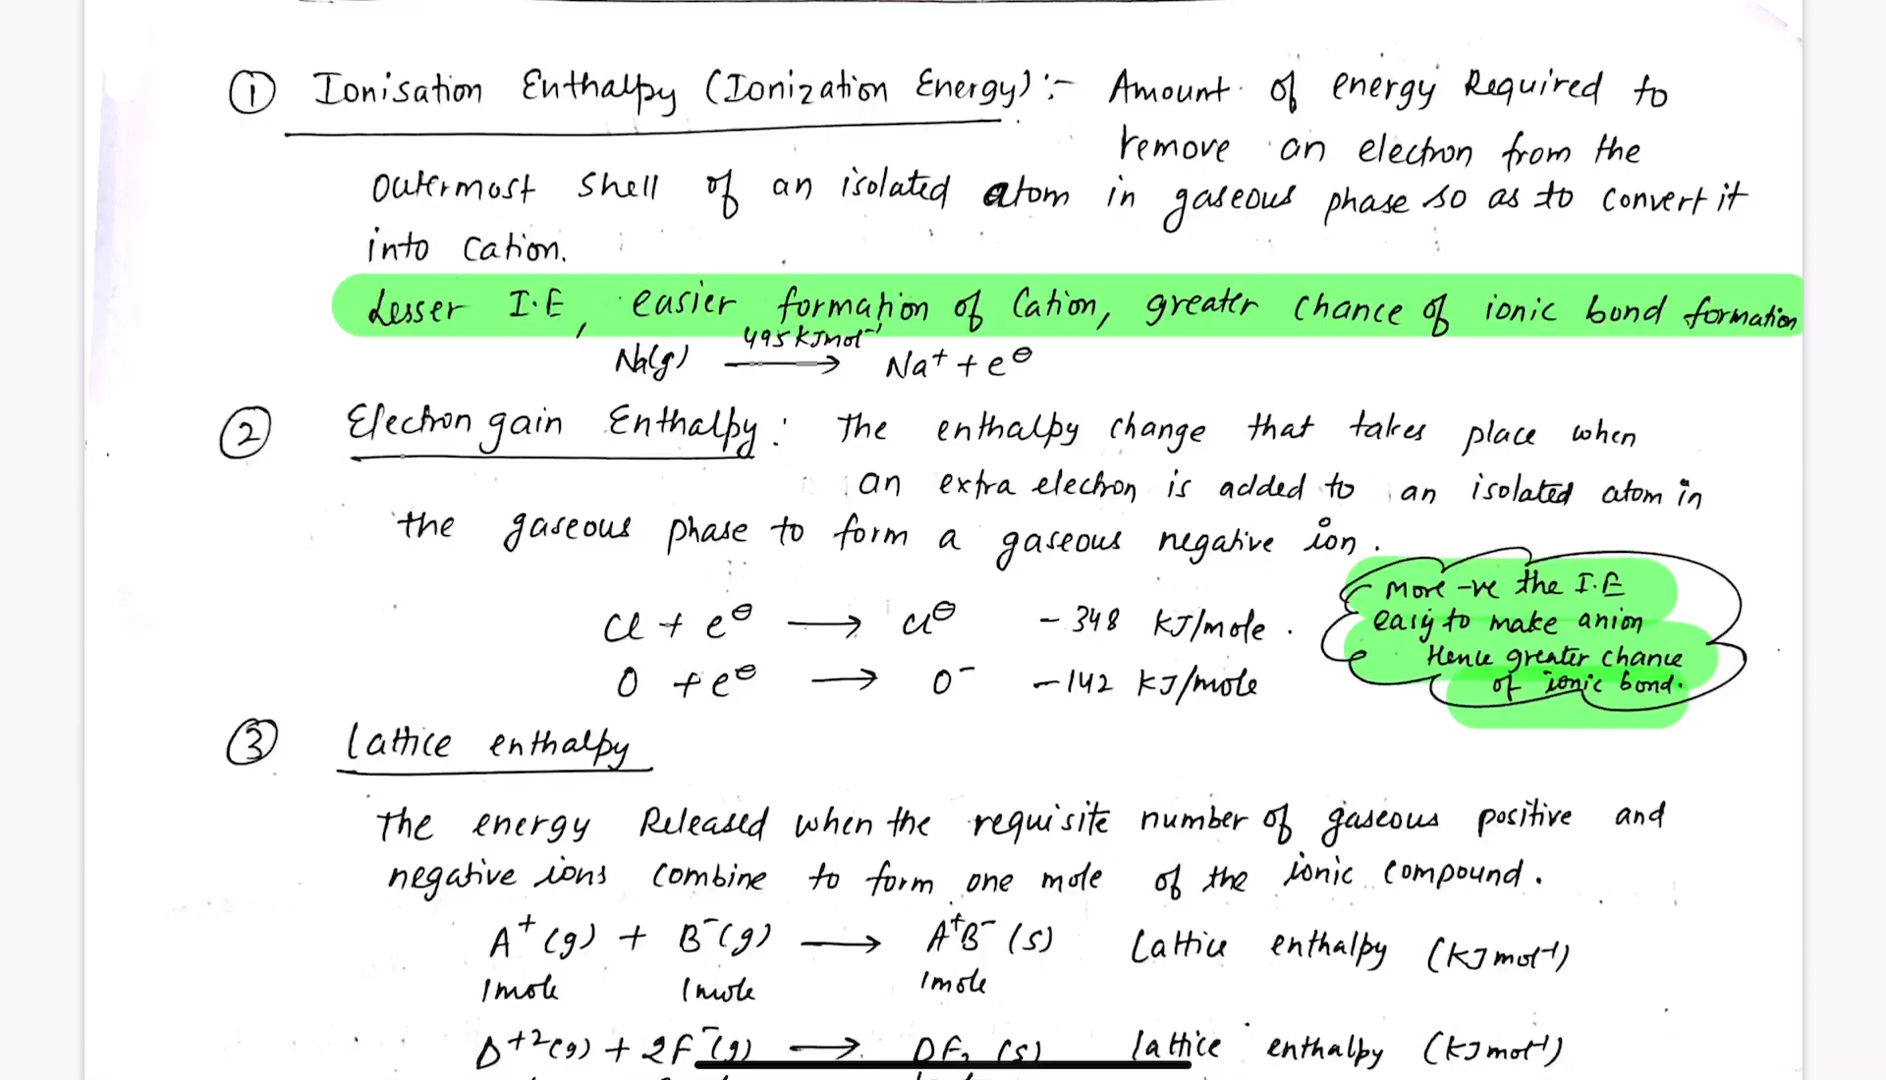 ① Ionisation Enthalpy (Ionization Energy) :- Amount of energy Required to
remove an electron from the
outermost shell of an isolated atom in gaseous phase so as to convert it
into Cation.
Lesser I.E, easier formation of Cation, greater chance of ionic bond formation
495 kJmol⁻¹
Na(g) ⟶ Na⁺ + e⊖
② Electron gain Enthalpy : The enthalpy change that takes place when
an extra electron is added to an isolated atom in
the gaseous phase to form a gaseous negative ion.
Cl + e⊖ ⟶ Cl⊖ - 348 KJ/mole.
O + e⊖ ⟶ O⁻ -142 KJ/mole
More -ve the I.E
easy to make anion
Hence greater chance
of ionic bond.
③ Lattice enthalpy
The energy Released when the requisite number of gaseous positive and
negative ions combine to form one mole of the ionic compound.
A⁺(g) + B⁻(g) ⟶ A⁺B⁻(s) Lattice enthalpy (KJ mol⁻¹)
1mole 1mole 1mole
D⁺²(g) + 2F⁻(g) ⟶ DF₂ (s) lattice enthalpy (KJ mol⁻¹)